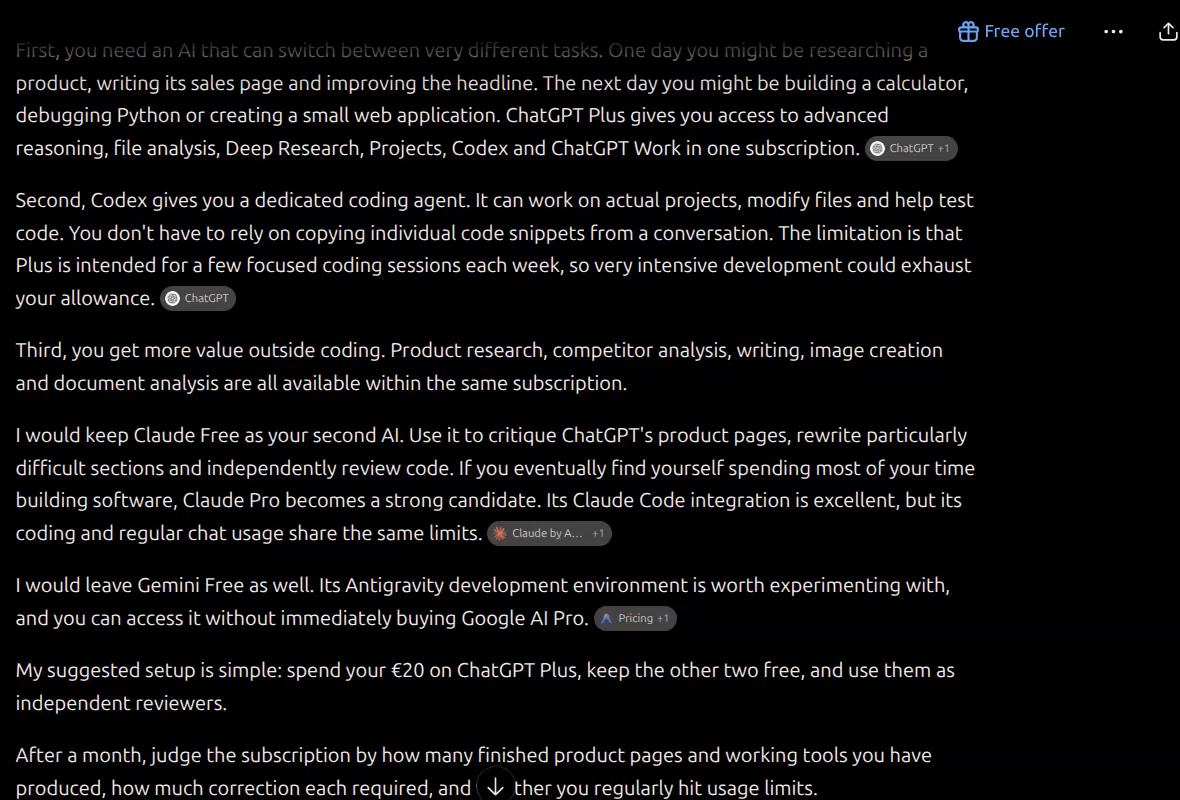 Free offer
First, you need an AI that can switch between very different tasks. One day you might be researching a
product, writing its sales page and improving the headline. The next day you might be building a calculator,
debugging Python or creating a small web application. ChatGPT Plus gives you access to advanced
reasoning, file analysis, Deep Research, Projects, Codex and ChatGPT Work in one subscription. ChatGPT +1
Second, Codex gives you a dedicated coding agent. It can work on actual projects, modify files and help test
code. You don't have to rely on copying individual code snippets from a conversation. The limitation is that
Plus is intended for a few focused coding sessions each week, so very intensive development could exhaust
your allowance. ChatGPT
Third, you get more value outside coding. Product research, competitor analysis, writing, image creation
and document analysis are all available within the same subscription.
I would keep Claude Free as your second AI. Use it to critique ChatGPT's product pages, rewrite particularly
difficult sections and independently review code. If you eventually find yourself spending most of your time
building software, Claude Pro becomes a strong candidate. Its Claude Code integration is excellent, but its
coding and regular chat usage share the same limits. Claude by A... +1
I would leave Gemini Free as well. Its Antigravity development environment is worth experimenting with,
and you can access it without immediately buying Google AI Pro. Pricing +1
My suggested setup is simple: spend your €20 on ChatGPT Plus, keep the other two free, and use them as
independent reviewers.
After a month, judge the subscription by how many finished product pages and working tools you have
produced, how much correction each required, and ther you regularly hit usage limits.